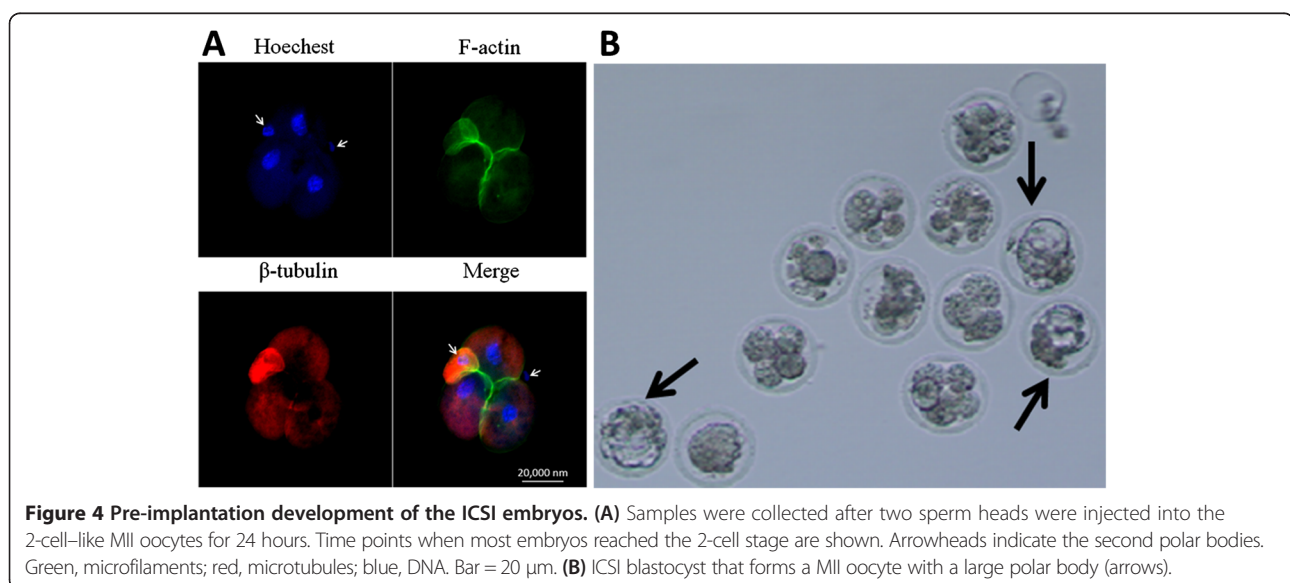 A
Hoechest
F-actin
β-tubulin
Merge
20,000 nm
B
Figure 4 Pre-implantation development of the ICSI embryos. (A) Samples were collected after two sperm heads were injected into the
2-cell–like MII oocytes for 24 hours. Time points when most embryos reached the 2-cell stage are shown. Arrowheads indicate the second polar bodies.
Green, microfilaments; red, microtubules; blue, DNA. Bar = 20 μm. (B) ICSI blastocyst that forms a MII oocyte with a large polar body (arrows).